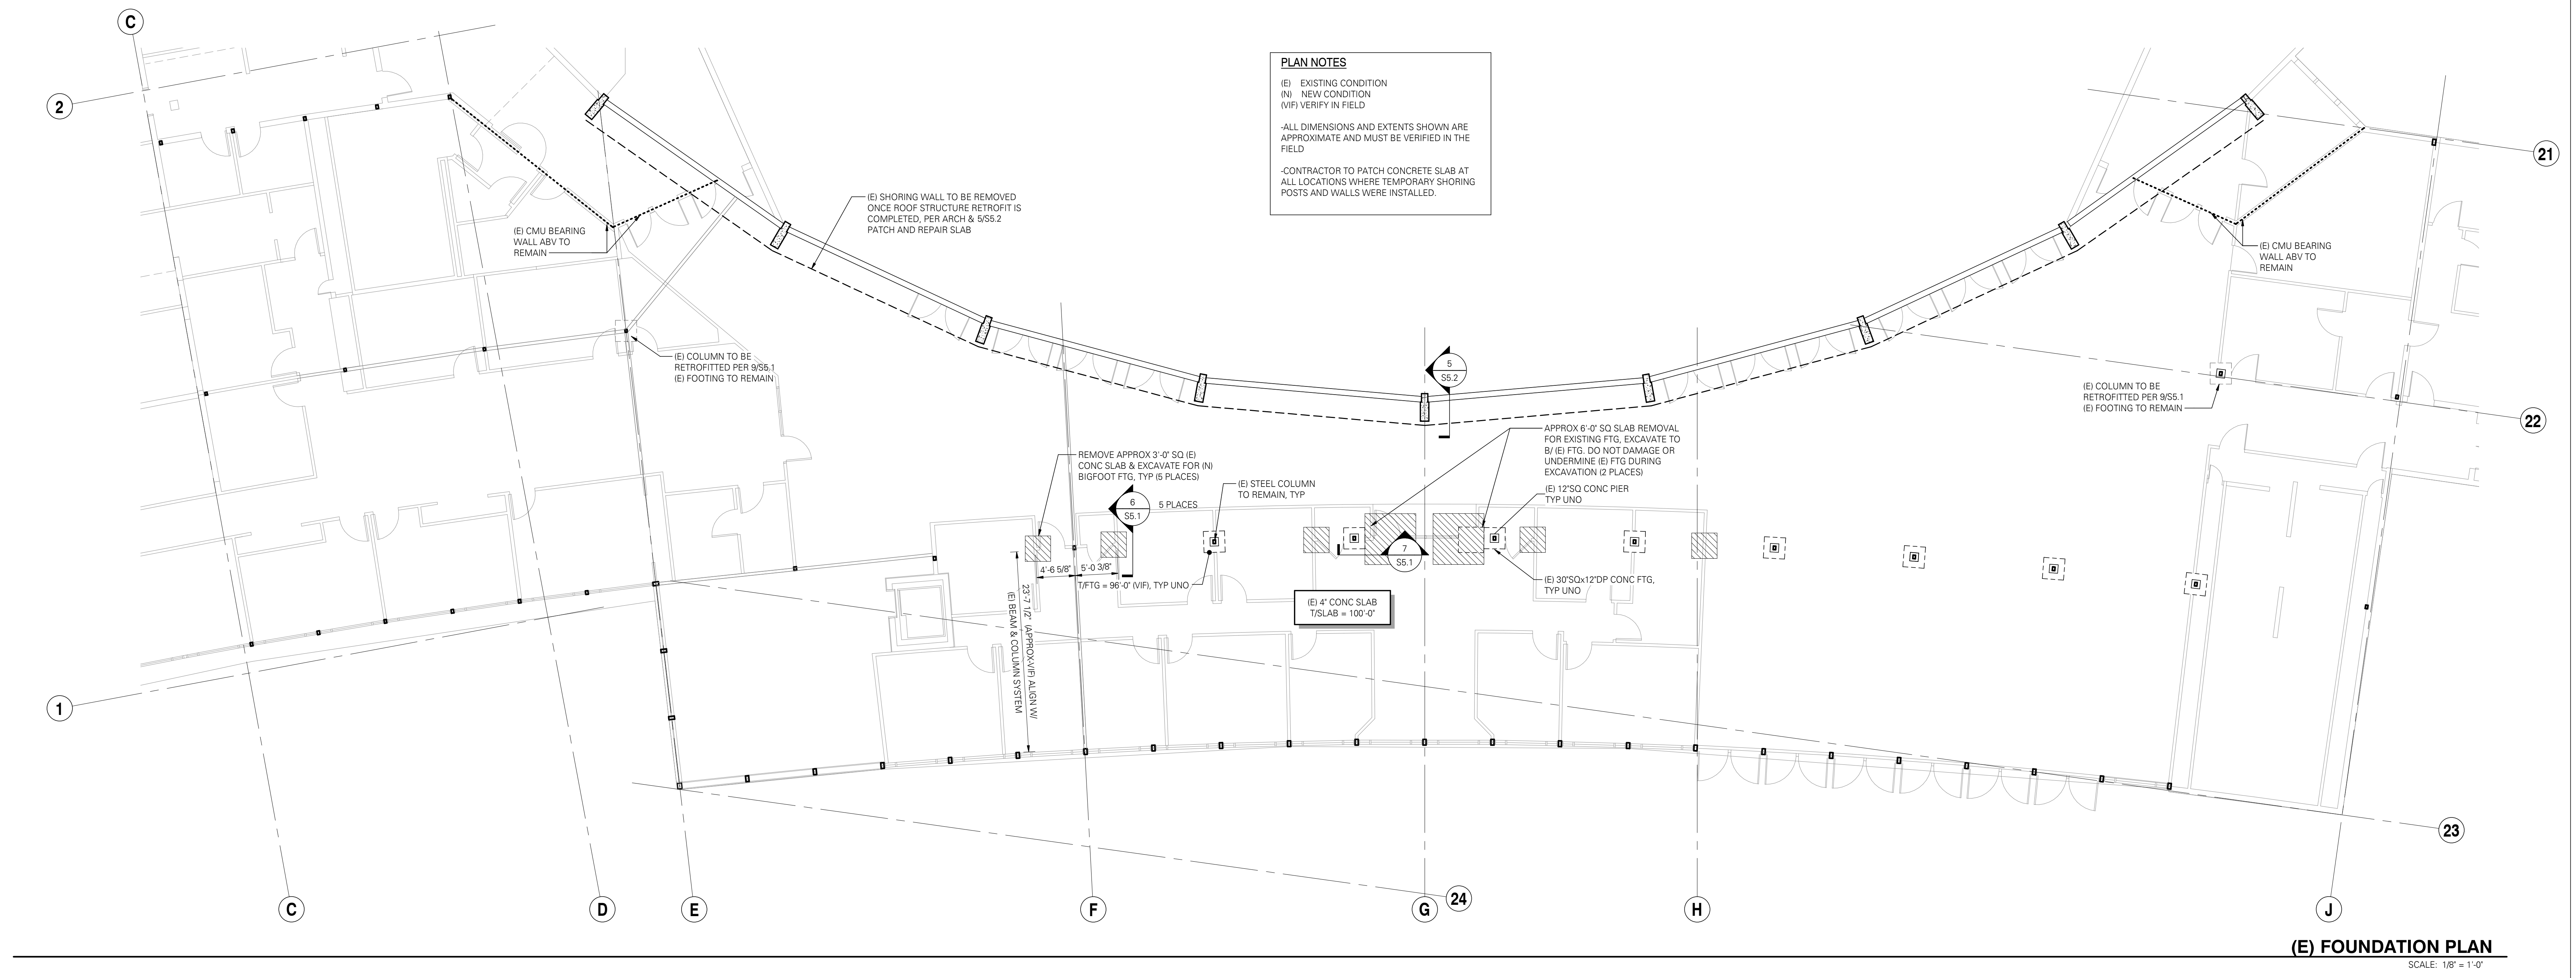 C
2
PLAN NOTES
(E) EXISTING CONDITION
(N) NEW CONDITION
(VIF) VERIFY IN FIELD
-ALL DIMENSIONS AND EXTENTS SHOWN ARE
APPROXIMATE AND MUST BE VERIFIED IN THE
FIELD
-CONTRACTOR TO PATCH CONCRETE SLAB AT
ALL LOCATIONS WHERE TEMPORARY SHORING
POSTS AND WALLS WERE INSTALLED.
21
(E) SHORING WALL TO BE REMOVED
ONCE ROOF STRUCTURE RETROFIT IS
COMPLETED, PER ARCH & 5/S5.2
PATCH AND REPAIR SLAB
(E) CMU BEARING
WALL ABV TO
REMAIN
(E) CMU BEARING
WALL ABV TO
REMAIN
(E) COLUMN TO BE
RETROFITTED PER 9/S5.1
(E) FOOTING TO REMAIN
5
S5.2
(E) COLUMN TO BE
RETROFITTED PER 9/S5.1
(E) FOOTING TO REMAIN
22
REMOVE APPROX 3'-0" SQ (E)
CONC SLAB & EXCAVATE FOR (N)
BIGFOOT FTG, TYP (5 PLACES)
APPROX 6'-0" SQ SLAB REMOVAL
FOR EXISTING FTG, EXCAVATE TO
B/ (E) FTG. DO NOT DAMAGE OR
UNDERMINE (E) FTG DURING
EXCAVATION (2 PLACES)
(E) STEEL COLUMN
TO REMAIN, TYP
(E) 12"SQ CONC PIER
TYP UNO
6
S5.1
5 PLACES
7
S5.1
4'-6 5/8"
5'-0 3/8"
T/FTG = 96'-0" (VIF), TYP UNO
(E) 30"SQx12"DP CONC FTG,
TYP UNO
23'-7 1/2" (APPROX-VIF) ALIGN W/
(E) BEAM & COLUMN SYSTEM
(E) 4" CONC SLAB
T/SLAB = 100'-0"
1
23
24
C
D
E
F
G
H
J
(E) FOUNDATION PLAN
SCALE: 1/8" = 1'-0"